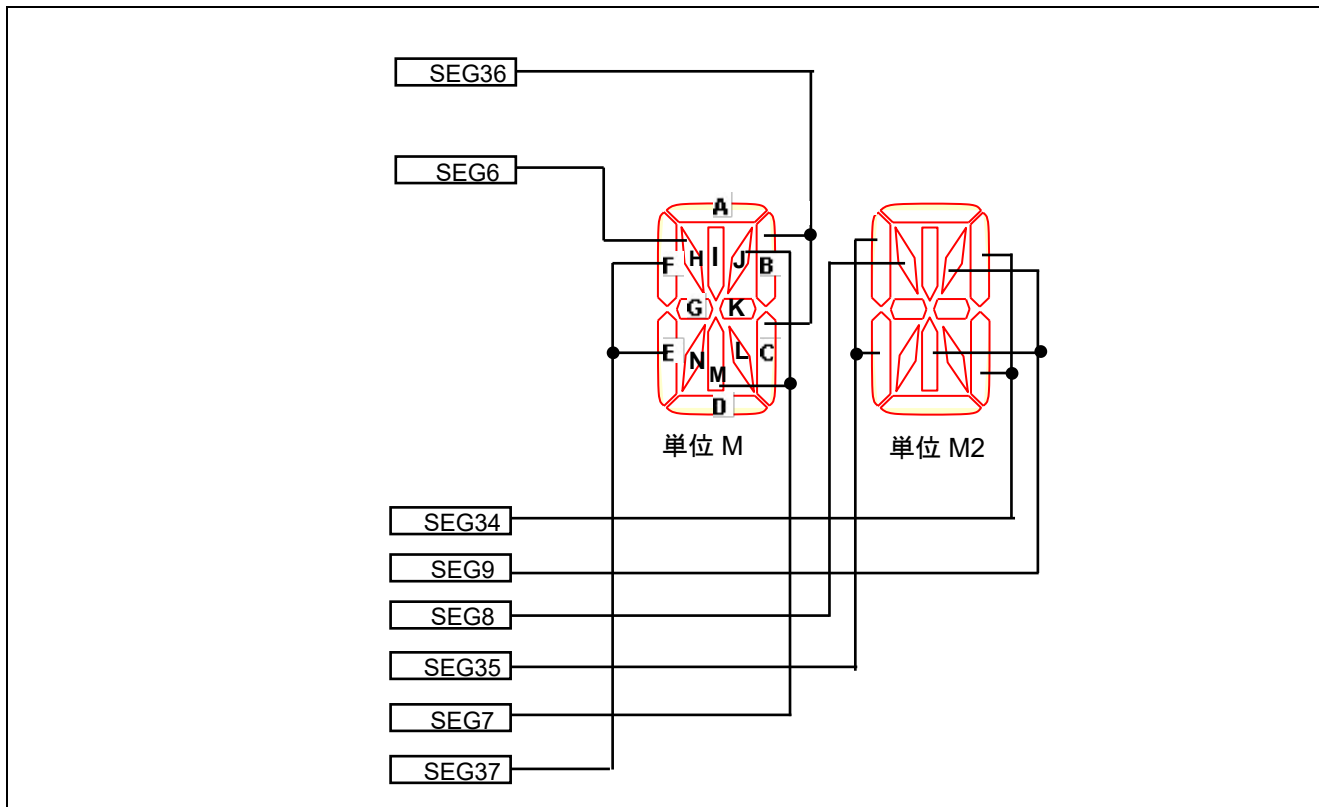 SEG36
SEG6
A
F H I J B
G K
E N L C
M
D
単位 M
単位 M2
SEG34
SEG9
SEG8
SEG35
SEG7
SEG37